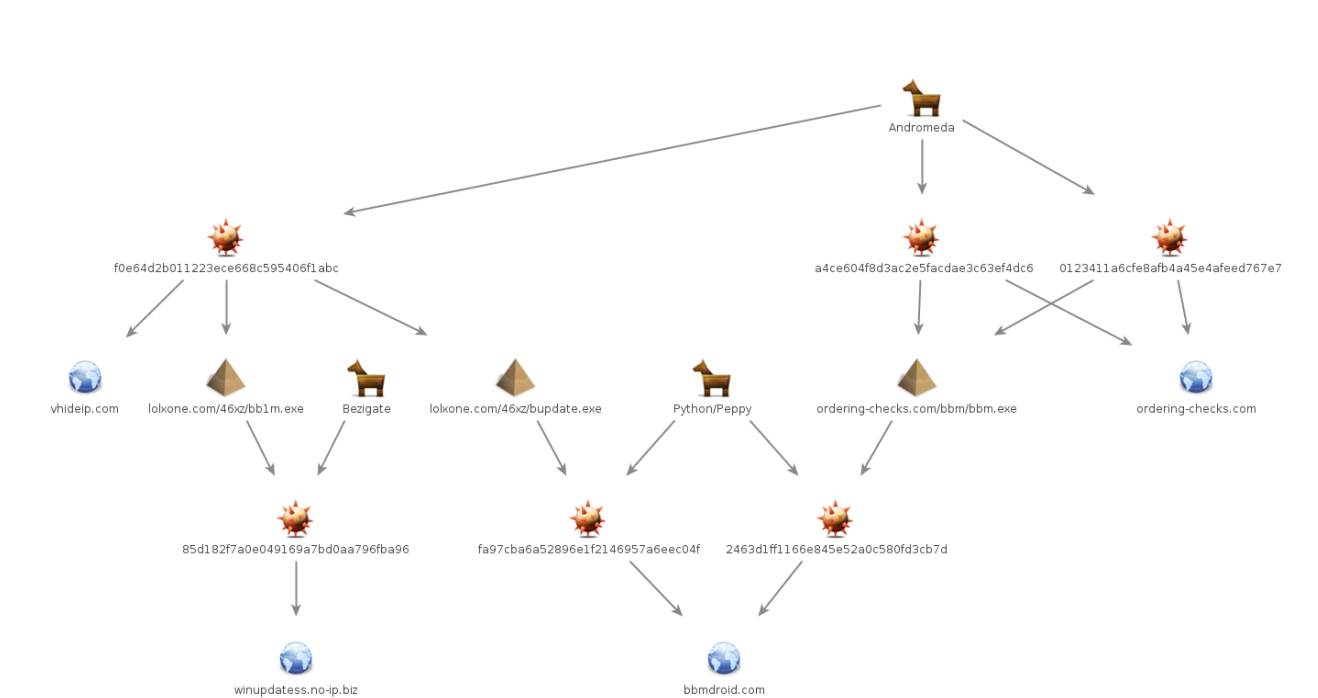 Andromeda
f0e64d2b011223ece668c595406f1abc
a4ce604f8d3ac2e5facdae3c63ef4dc6
0123411a6cfe8afb4a45e4afeed767e7
vhideip.com
lolxone.com/46xz/bb1m.exe
Bezigate
lolxone.com/46xz/bupdate.exe
Python/Peppy
ordering-checks.com/bbm/bbm.exe
ordering-checks.com
85d182f7a0e049169a7bd0aa796fba96
fa97cba6a52896e1f2146957a6eec04f
2463d1ff1166e845e52a0c580fd3cb7d
winupdatess.no-ip.biz
bbmdroid.com